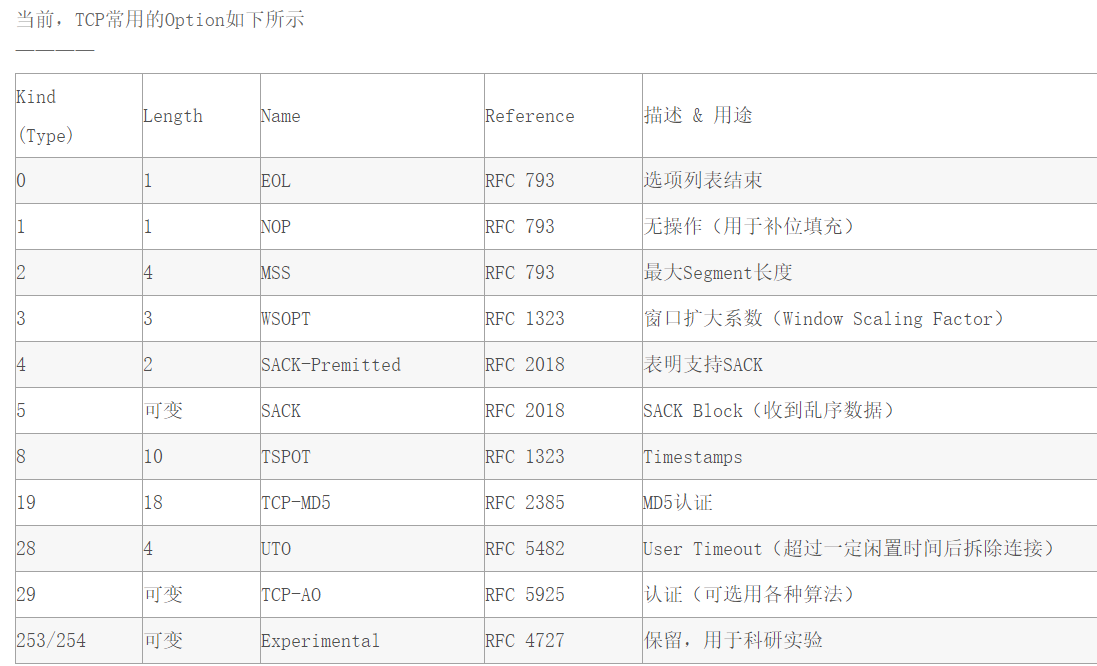 当前，TCP常用的Option如下所示
————
Kind (Type) Length Name Reference 描述 & 用途
0 1 EOL RFC 793 选项列表结束
1 1 NOP RFC 793 无操作（用于补位填充）
2 4 MSS RFC 793 最大Segment长度
3 3 WSOPT RFC 1323 窗口扩大系数（Window Scaling Factor）
4 2 SACK-Premitted RFC 2018 表明支持SACK
5 可变 SACK RFC 2018 SACK Block（收到乱序数据）
8 10 TSPOT RFC 1323 Timestamps
19 18 TCP-MD5 RFC 2385 MD5认证
28 4 UTO RFC 5482 User Timeout（超过一定闲置时间后拆除连接）
29 可变 TCP-AO RFC 5925 认证（可选用各种算法）
253/254 可变 Experimental RFC 4727 保留，用于科研实验